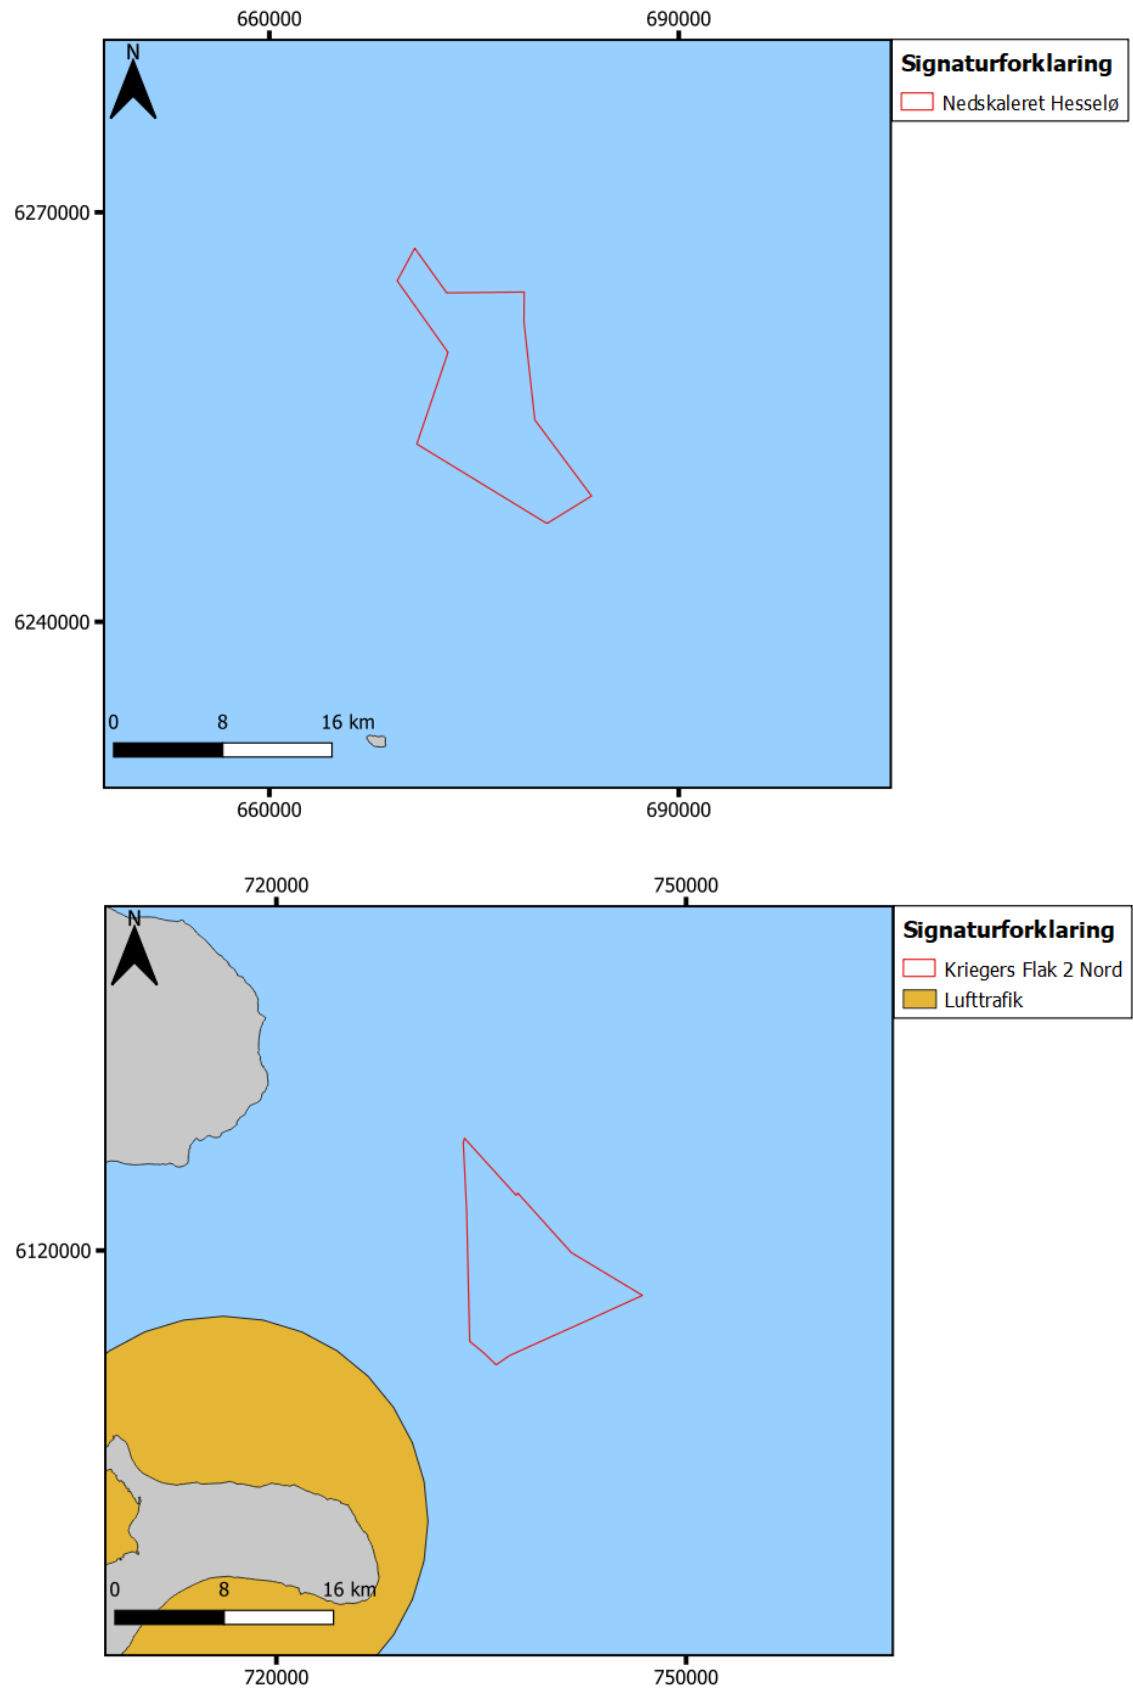 660000 690000
N
Signaturforklaring
Nedskaleret Hesselø
6270000
6240000
0 8 16 km
660000 690000
720000 750000
N
Signaturforklaring
Kriegers Flak 2 Nord
Lufttrafik
6120000
0 8 16 km
720000 750000